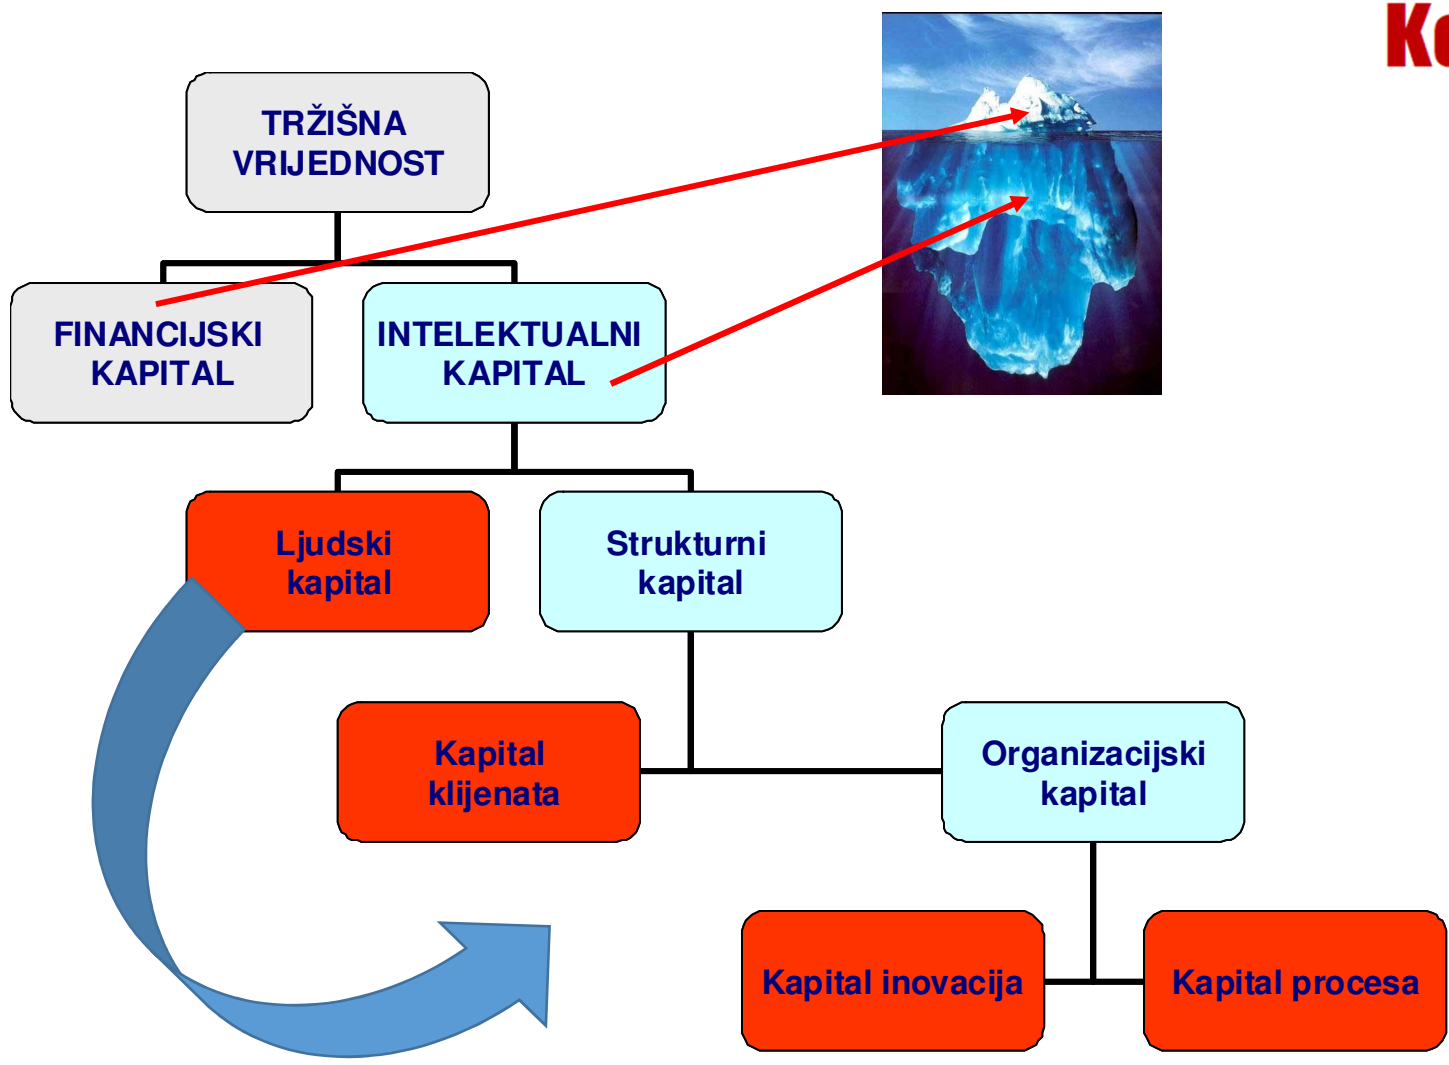 TRŽIŠNA
VRIJEDNOST
FINANCIJSKI
KAPITAL
INTELEKTUALNI
KAPITAL
Ljudski
kapital
Strukturni
kapital
Kapital
klijenata
Organizacijski
kapital
Kapital inovacija
Kapital procesa